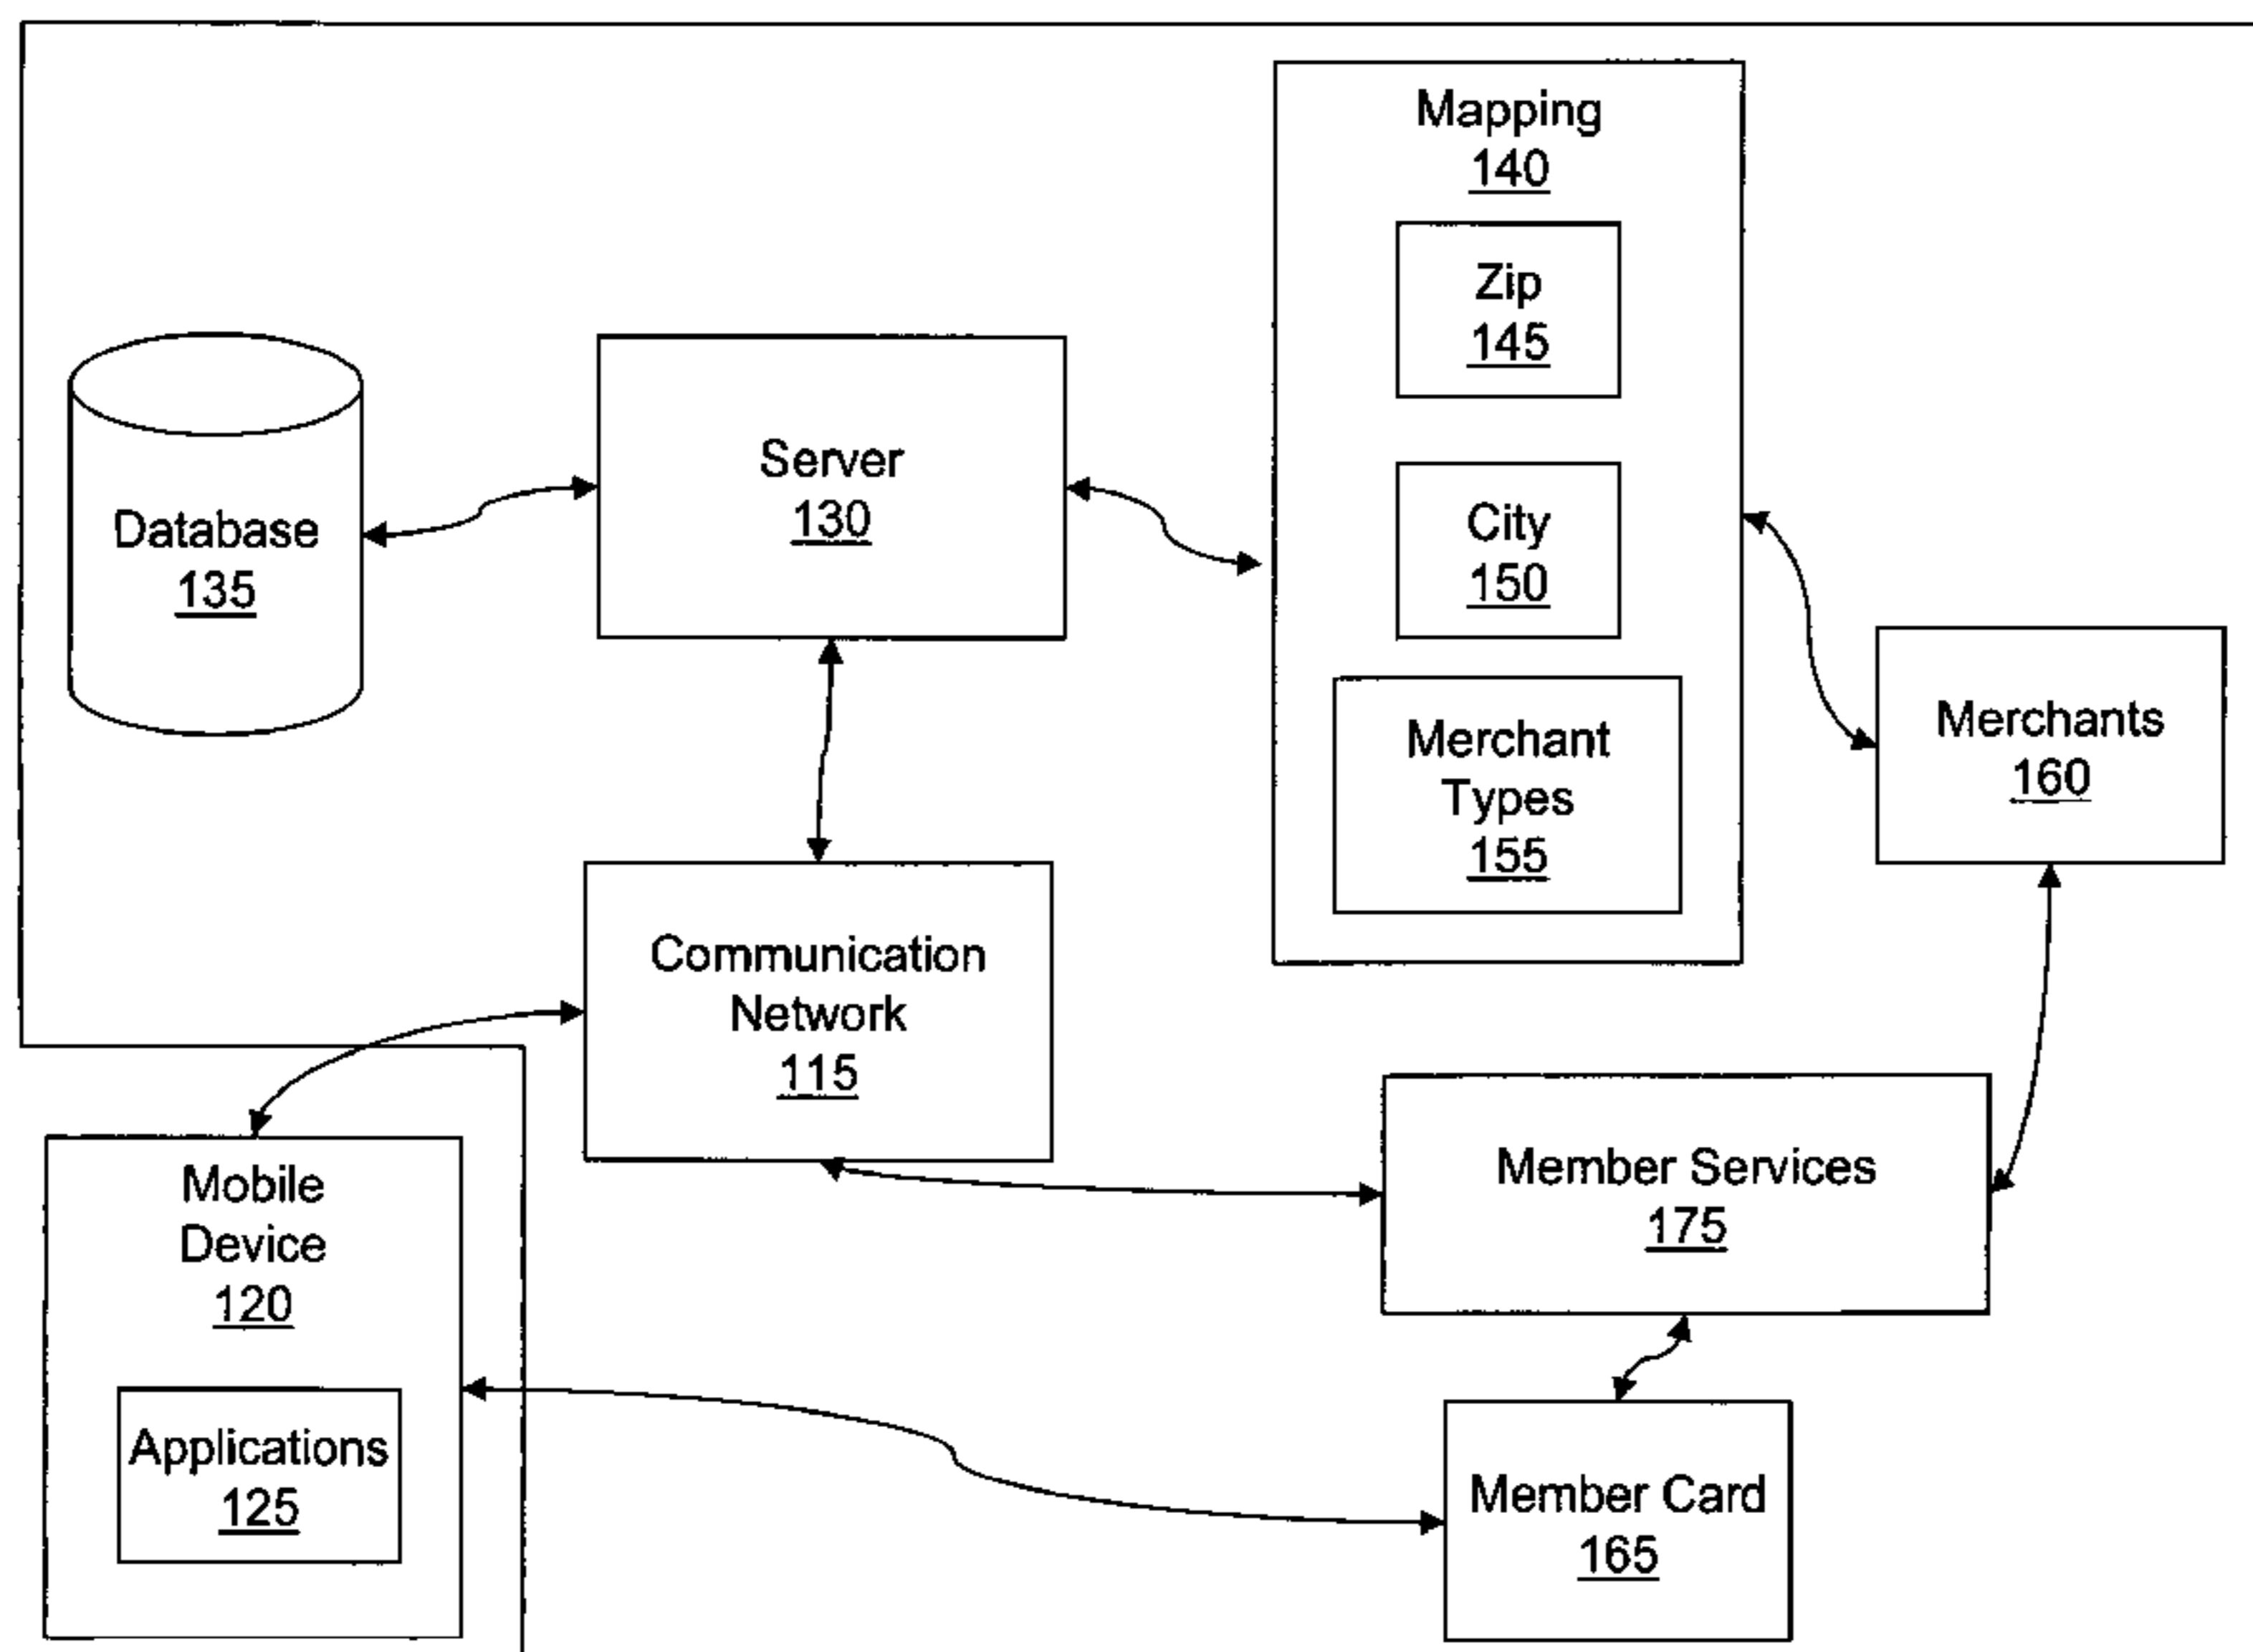 Mapping
140
Zip
145
Server
130
City
150
Database
135
Merchant
Types
155
Merchants
160
Communication
Network
115
Member Services
175
Mobile
Device
120
Applications
125
Member Card
165